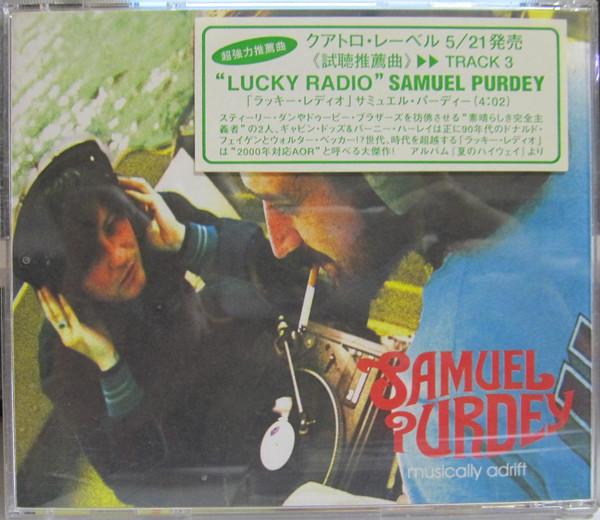 超強力推薦曲
クアトロ・レーベル 5/21発売
《試聴推薦曲》▶▶ TRACK 3
“LUCKY RADIO” SAMUEL PURDEY
「ラッキー・レディオ」サミュエル・パーディー(4:02)
スティーリー・ダンやドゥービー・ブラザーズを彷彿させる“素晴らしき完全主
義者”の2人、ギャビン・ドッズ&バーニー・ハーレイは正に90年代のドナルド・
フェイゲンとウォルター・ベッカー!?世代、時代を超越する「ラッキー・レディオ」
は“2000年対応AOR”と呼べる大傑作! アルバム『夏のハイウェイ』より
SAMUEL
PURDEY
musically adrift